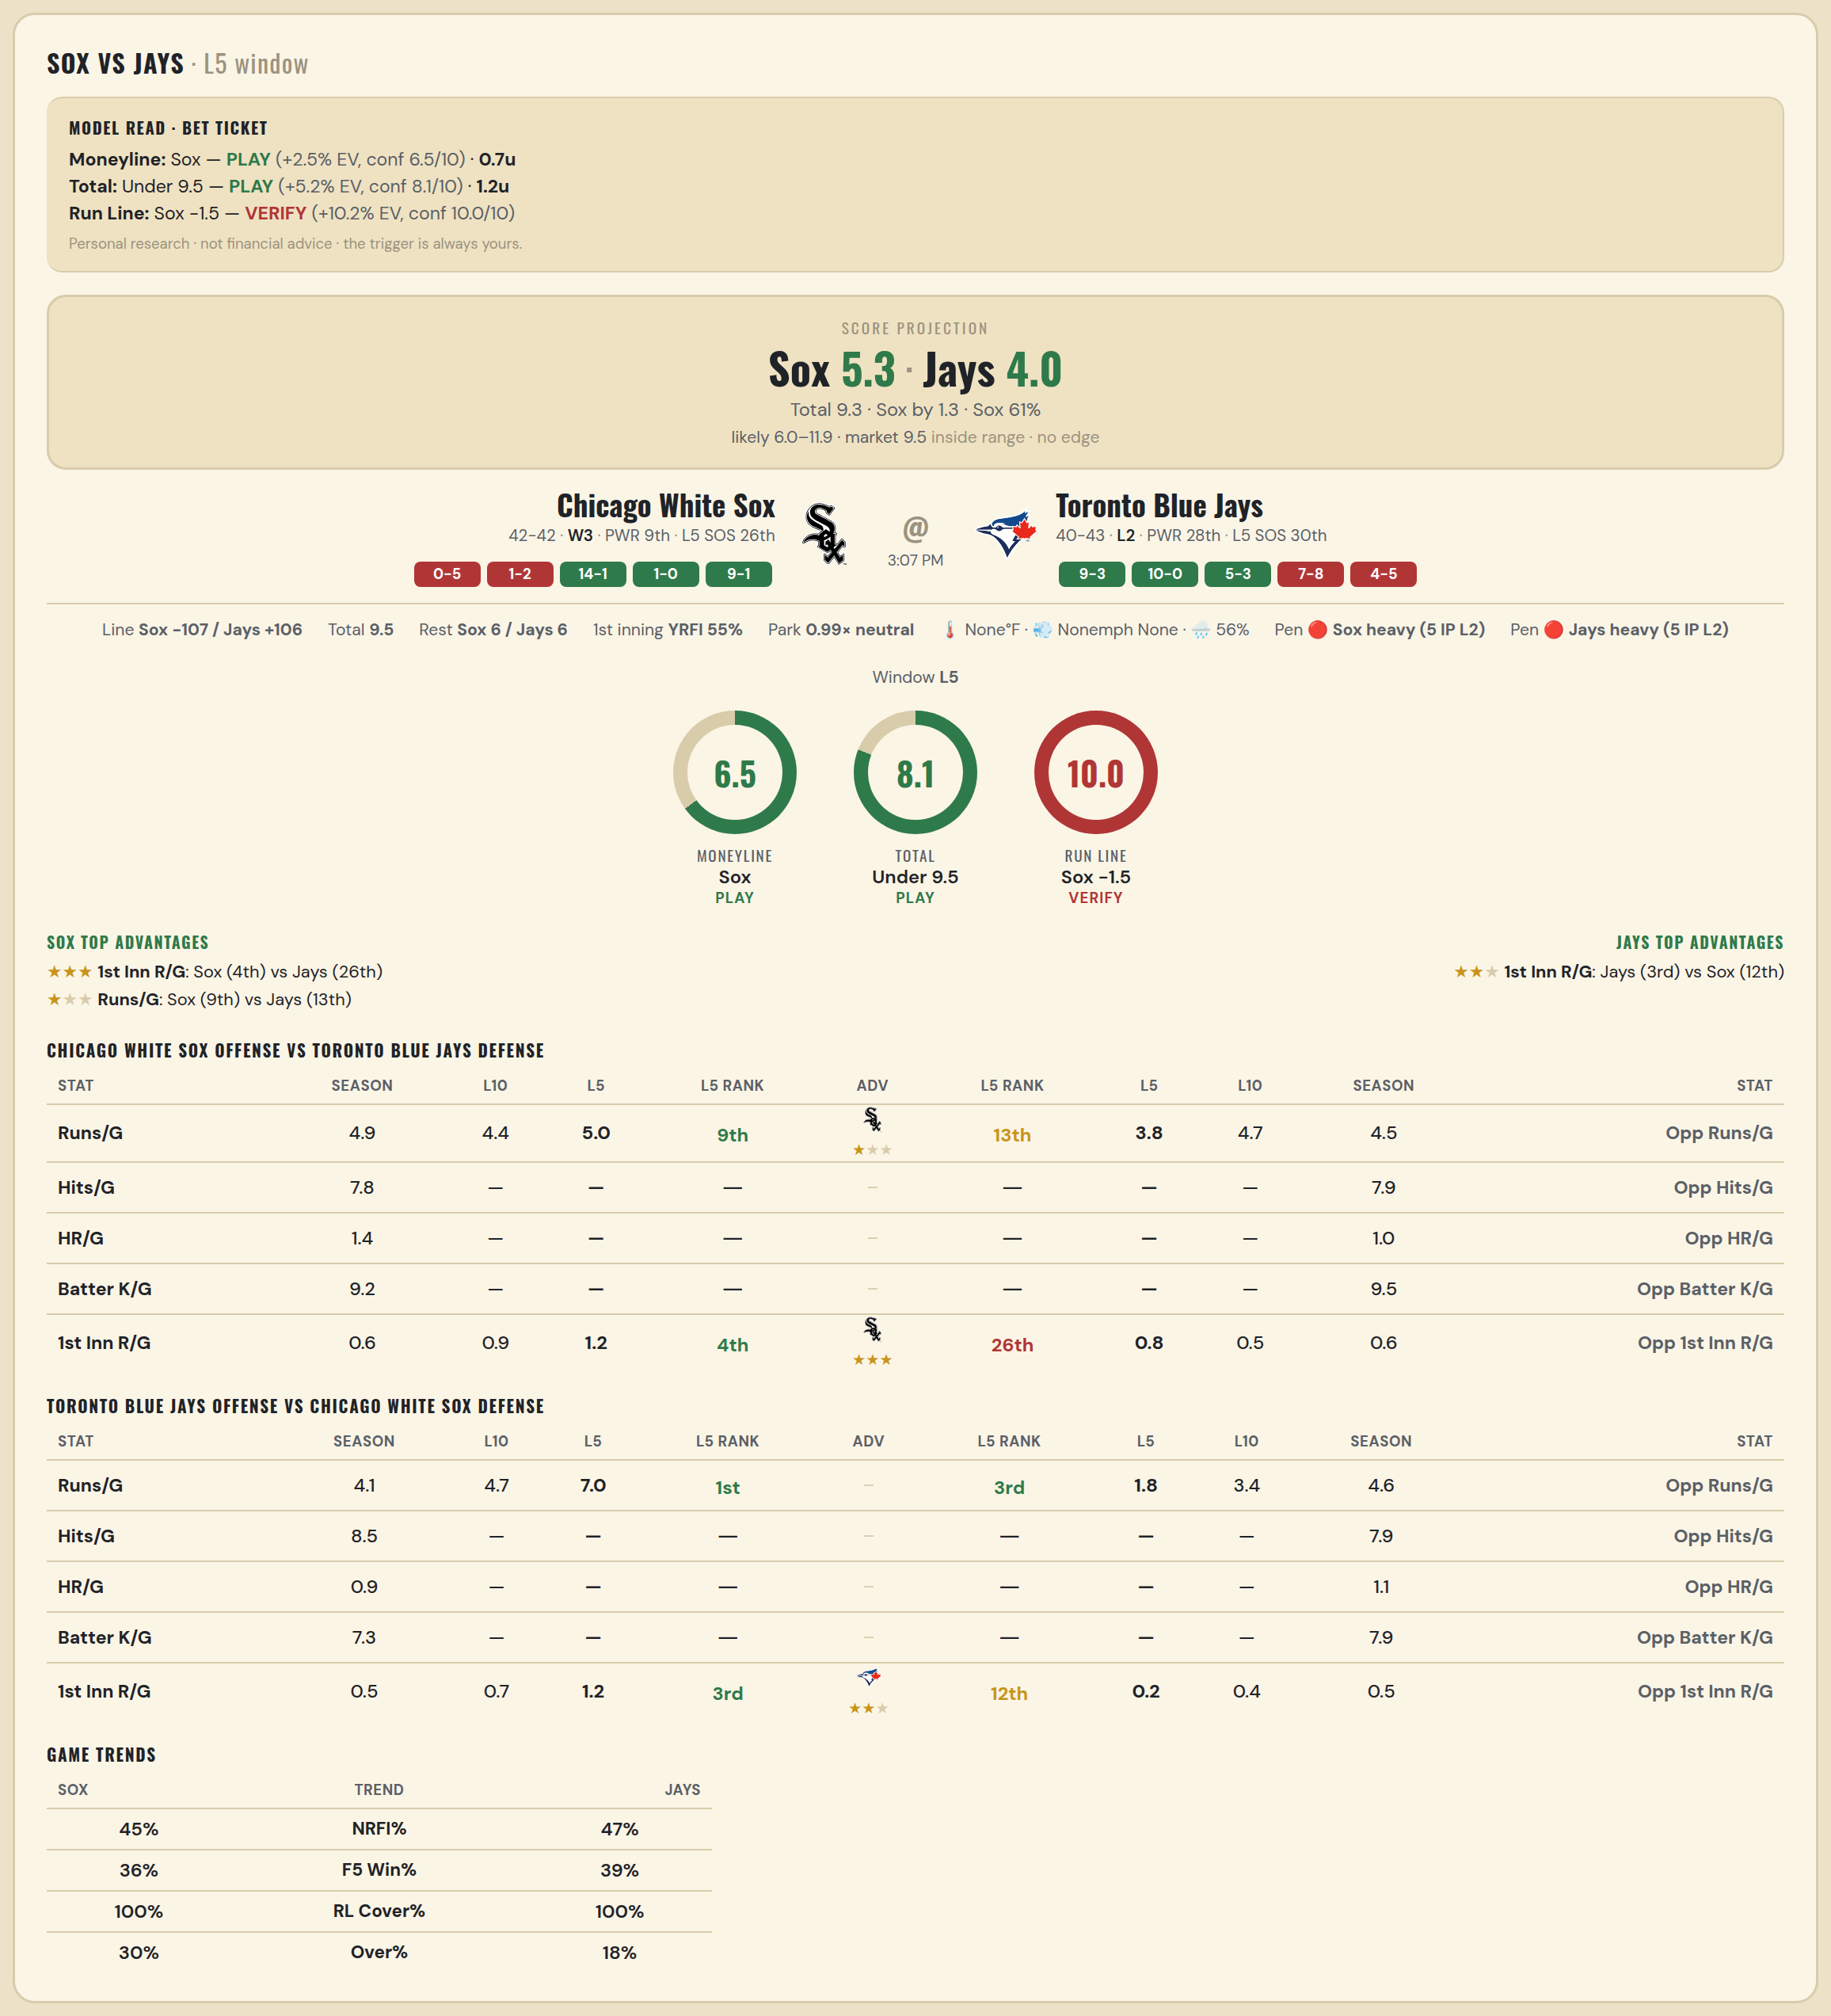 SOX VS JAYS · L5 window
MODEL READ · BET TICKET
Moneyline: Sox — PLAY (+2.5% EV, conf 6.5/10) · 0.7u
Total: Under 9.5 — PLAY (+5.2% EV, conf 8.1/10) · 1.2u
Run Line: Sox -1.5 — VERIFY (+10.2% EV, conf 10.0/10)
Personal research · not financial advice · the trigger is always yours.
SCORE PROJECTION
Sox 5.3 · Jays 4.0
Total 9.3 · Sox by 1.3 · Sox 61%
likely 6.0–11.9 · market 9.5 inside range · no edge
Chicago White Sox @ Toronto Blue Jays
42-42 · W3 · PWR 9th · L5 SOS 26th 40-43 · L2 · PWR 28th · L5 SOS 30th
3:07 PM
0-5 1-2 14-1 1-0 9-1 9-3 10-0 5-3 7-8 4-5
Line Sox -107 / Jays +106 Total 9.5 Rest Sox 6 / Jays 6 1st inning YRFI 55% Park 0.99× neutral 🌡️ None°F · 💨 Nonemph None · 🌧️ 56% Pen 🔴 Sox heavy (5 IP L2) Pen 🔴 Jays heavy (5 IP L2)
Window L5
6.5 8.1 10.0
MONEYLINE TOTAL RUN LINE
Sox Under 9.5 Sox -1.5
PLAY PLAY VERIFY
SOX TOP ADVANTAGES JAYS TOP ADVANTAGES
★★★ 1st Inn R/G: Sox (4th) vs Jays (26th) ★★★ 1st Inn R/G: Jays (3rd) vs Sox (12th)
★★★ Runs/G: Sox (9th) vs Jays (13th)
CHICAGO WHITE SOX OFFENSE VS TORONTO BLUE JAYS DEFENSE
STAT SEASON L10 L5 L5 RANK ADV L5 RANK L5 L10 SEASON STAT
Runs/G 4.9 4.4 5.0 9th ★★★ 13th 3.8 4.7 4.5 Opp Runs/G
Hits/G 7.8 — — — – — — — 7.9 Opp Hits/G
HR/G 1.4 — — — – — — — 1.0 Opp HR/G
Batter K/G 9.2 — — — – — — — 9.5 Opp Batter K/G
1st Inn R/G 0.6 0.9 1.2 4th ★★★ 26th 0.8 0.5 0.6 Opp 1st Inn R/G
TORONTO BLUE JAYS OFFENSE VS CHICAGO WHITE SOX DEFENSE
STAT SEASON L10 L5 L5 RANK ADV L5 RANK L5 L10 SEASON STAT
Runs/G 4.1 4.7 7.0 1st – 3rd 1.8 3.4 4.6 Opp Runs/G
Hits/G 8.5 — — — – — — — 7.9 Opp Hits/G
HR/G 0.9 — — — – — — — 1.1 Opp HR/G
Batter K/G 7.3 — — — – — — — 7.9 Opp Batter K/G
1st Inn R/G 0.5 0.7 1.2 3rd ★★★ 12th 0.2 0.4 0.5 Opp 1st Inn R/G
GAME TRENDS
SOX TREND JAYS
45% NRFI% 47%
36% F5 Win% 39%
100% RL Cover% 100%
30% Over% 18%